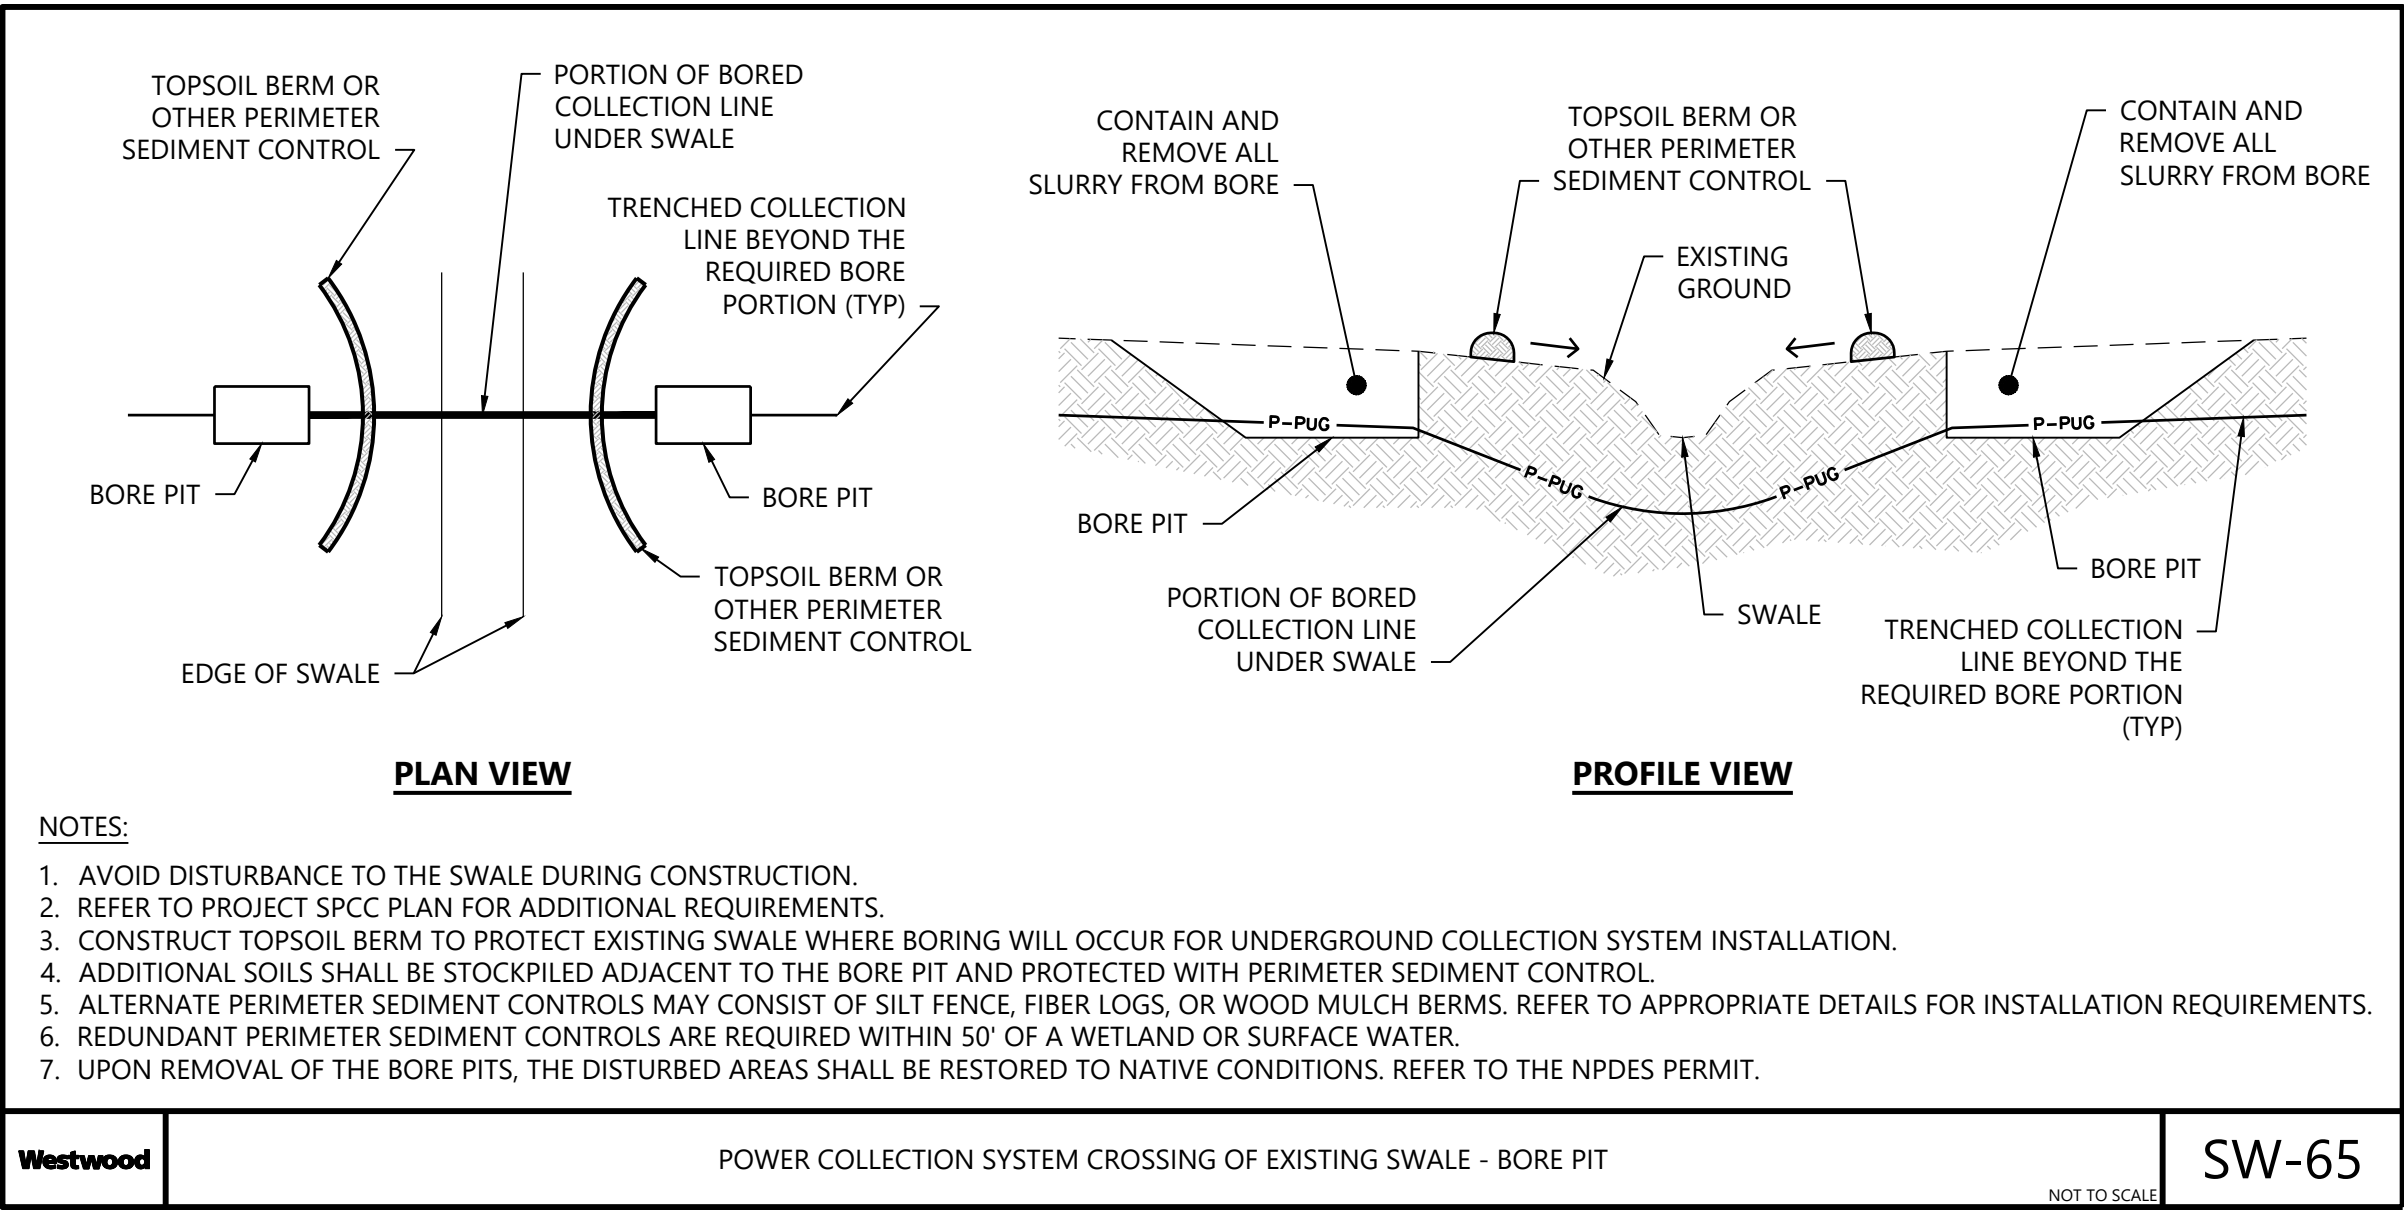 TOPSOIL BERM OR
OTHER PERIMETER
SEDIMENT CONTROL
PORTION OF BORED
COLLECTION LINE
UNDER SWALE
TRENCHED COLLECTION
LINE BEYOND THE
REQUIRED BORE
PORTION (TYP)
BORE PIT
BORE PIT
TOPSOIL BERM OR
OTHER PERIMETER
SEDIMENT CONTROL
EDGE OF SWALE
PLAN VIEW
CONTAIN AND
REMOVE ALL
SLURRY FROM BORE
TOPSOIL BERM OR
OTHER PERIMETER
SEDIMENT CONTROL
CONTAIN AND
REMOVE ALL
SLURRY FROM BORE
EXISTING
GROUND
P-PUG
P-PUG
P-PUG
P-PUG
BORE PIT
BORE PIT
PORTION OF BORED
COLLECTION LINE
UNDER SWALE
SWALE
TRENCHED COLLECTION
LINE BEYOND THE
REQUIRED BORE PORTION
(TYP)
PROFILE VIEW
NOTES:
1. AVOID DISTURBANCE TO THE SWALE DURING CONSTRUCTION.
2. REFER TO PROJECT SPCC PLAN FOR ADDITIONAL REQUIREMENTS.
3. CONSTRUCT TOPSOIL BERM TO PROTECT EXISTING SWALE WHERE BORING WILL OCCUR FOR UNDERGROUND COLLECTION SYSTEM INSTALLATION.
4. ADDITIONAL SOILS SHALL BE STOCKPILED ADJACENT TO THE BORE PIT AND PROTECTED WITH PERIMETER SEDIMENT CONTROL.
5. ALTERNATE PERIMETER SEDIMENT CONTROLS MAY CONSIST OF SILT FENCE, FIBER LOGS, OR WOOD MULCH BERMS. REFER TO APPROPRIATE DETAILS FOR INSTALLATION REQUIREMENTS.
6. REDUNDANT PERIMETER SEDIMENT CONTROLS ARE REQUIRED WITHIN 50' OF A WETLAND OR SURFACE WATER.
7. UPON REMOVAL OF THE BORE PITS, THE DISTURBED AREAS SHALL BE RESTORED TO NATIVE CONDITIONS. REFER TO THE NPDES PERMIT.
Westwood
POWER COLLECTION SYSTEM CROSSING OF EXISTING SWALE - BORE PIT
NOT TO SCALE
SW-65